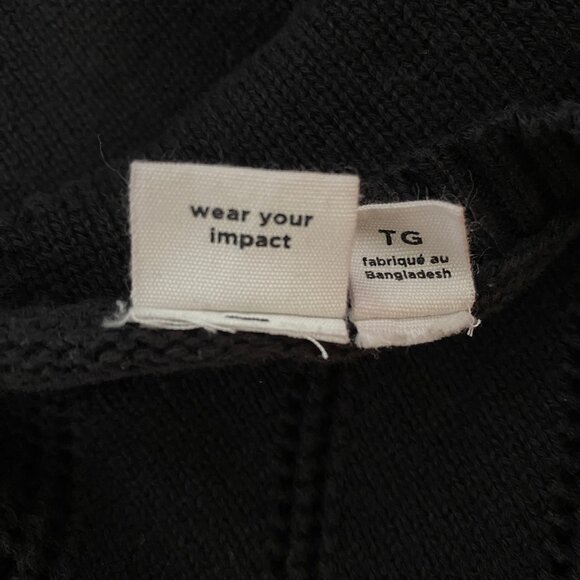 wear your
impact
TG
fabriqué au
Bangladesh